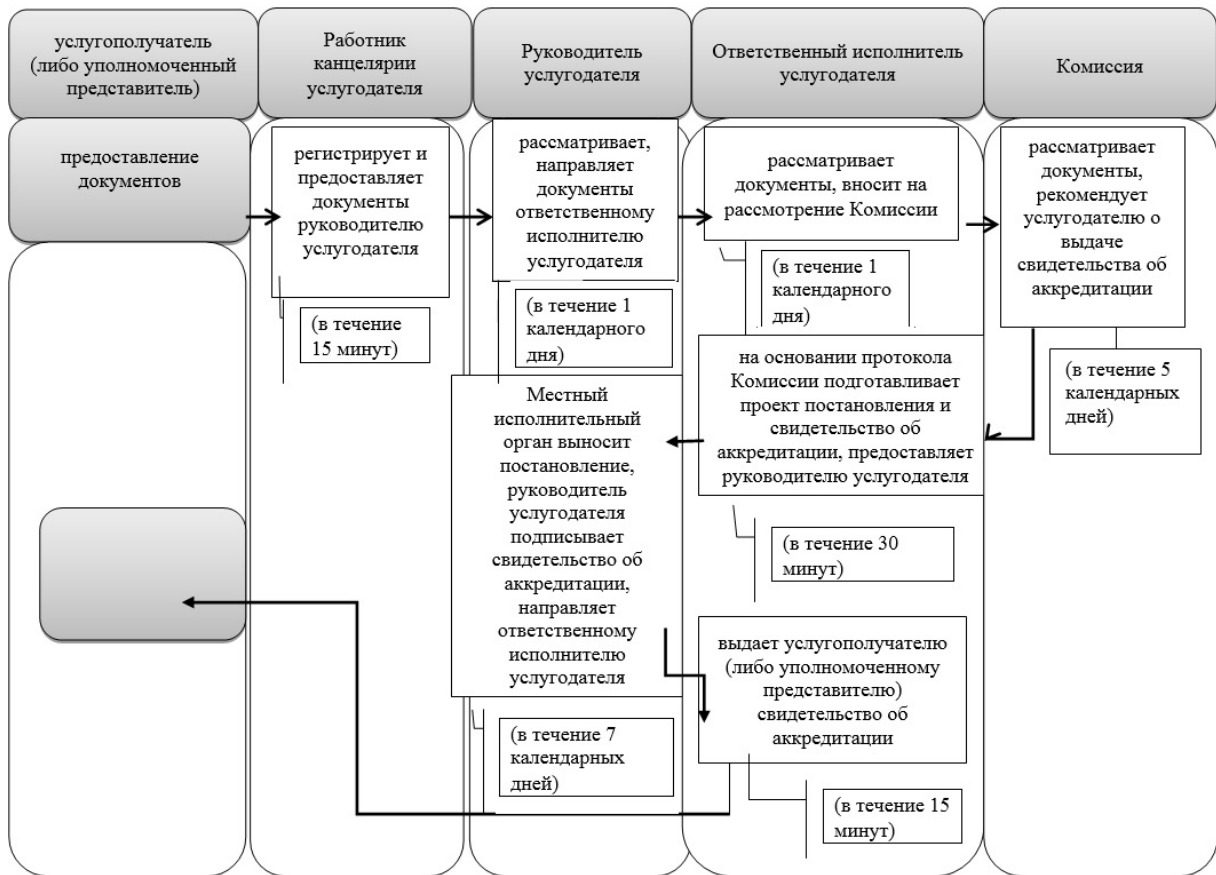 услугополучатель
(либо уполномоченный
представитель)
Работник
канцелярии
услугодателя
Руководитель
услугодателя
Ответственный исполнитель
услугодателя
Комиссия
предоставление
документов
регистрирует и
предоставляет
документы
руководителю
услугодателя
(в течение
15 минут)
рассматривает,
направляет
документы
ответственному
исполнителю
услугодателя
(в течение 1
календарного
дня)
рассматривает
документы, вносит на
рассмотрение Комиссии
(в течение 1
календарного
дня)
рассматривает
документы,
рекомендует
услугодателю о
выдаче
свидетельства об
аккредитации
(в течение 5
календарных
дней)
на основании протокола
Комиссии подготавливает
проект постановления и
свидетельство об
аккредитации, предоставляет
руководителю услугодателя
(в течение 30
минут)
Местный
исполнительный
орган выносит
постановление,
руководитель
услугодателя
подписывает
свидетельство об
аккредитации,
направляет
ответственному
исполнителю
услугодателя
(в течение 7
календарных
дней)
выдает услугополучателю
(либо уполномоченному
представителю)
свидетельство об
аккредитации
(в течение 15
минут)